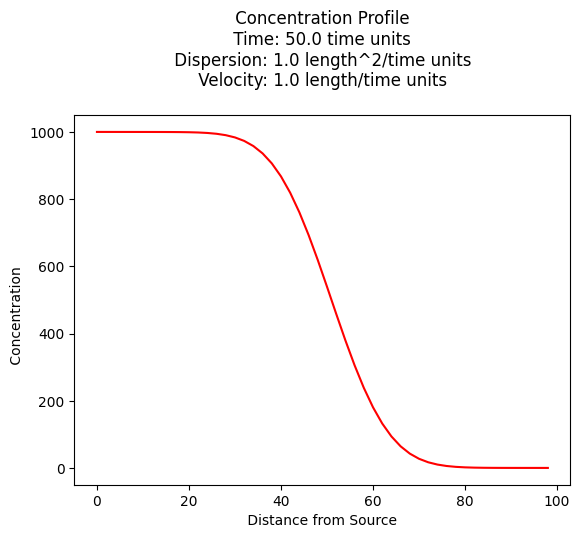 Concentration Profile
Time: 50.0 time units
Dispersion: 1.0 length^2/time units
Velocity: 1.0 length/time units
1000
800
600
400
200
0
Concentration
0 20 40 60 80 100
Distance from Source